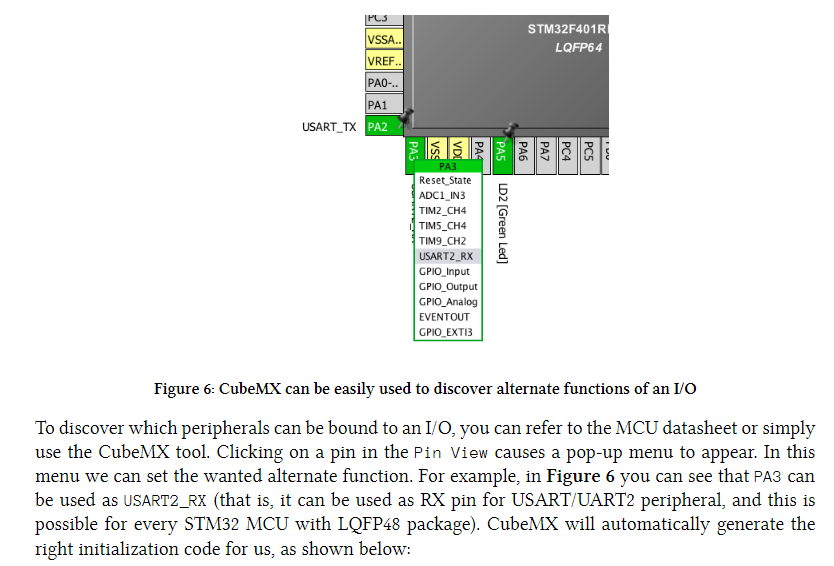 PC3
STM32F401R
LQFP64
VSSA..
VREF..
PA0-..
PA1
USART_TX PA2
PA3 VSS VDD PA4 PA5 PA6 PA7 PC4 PC5
LD2 [Green Led]
PA3
Reset_State
ADC1_IN3
TIM2_CH4
TIM5_CH4
TIM9_CH2
USART2_RX
GPIO_Input
GPIO_Output
GPIO_Analog
EVENTOUT
GPIO_EXTI3
Figure 6: CubeMX can be easily used to discover alternate functions of an I/O
To discover which peripherals can be bound to an I/O, you can refer to the MCU datasheet or simply
use the CubeMX tool. Clicking on a pin in the Pin View causes a pop-up menu to appear. In this
menu we can set the wanted alternate function. For example, in Figure 6 you can see that PA3 can
be used as USART2_RX (that is, it can be used as RX pin for USART/UART2 peripheral, and this is
possible for every STM32 MCU with LQFP48 package). CubeMX will automatically generate the
right initialization code for us, as shown below: